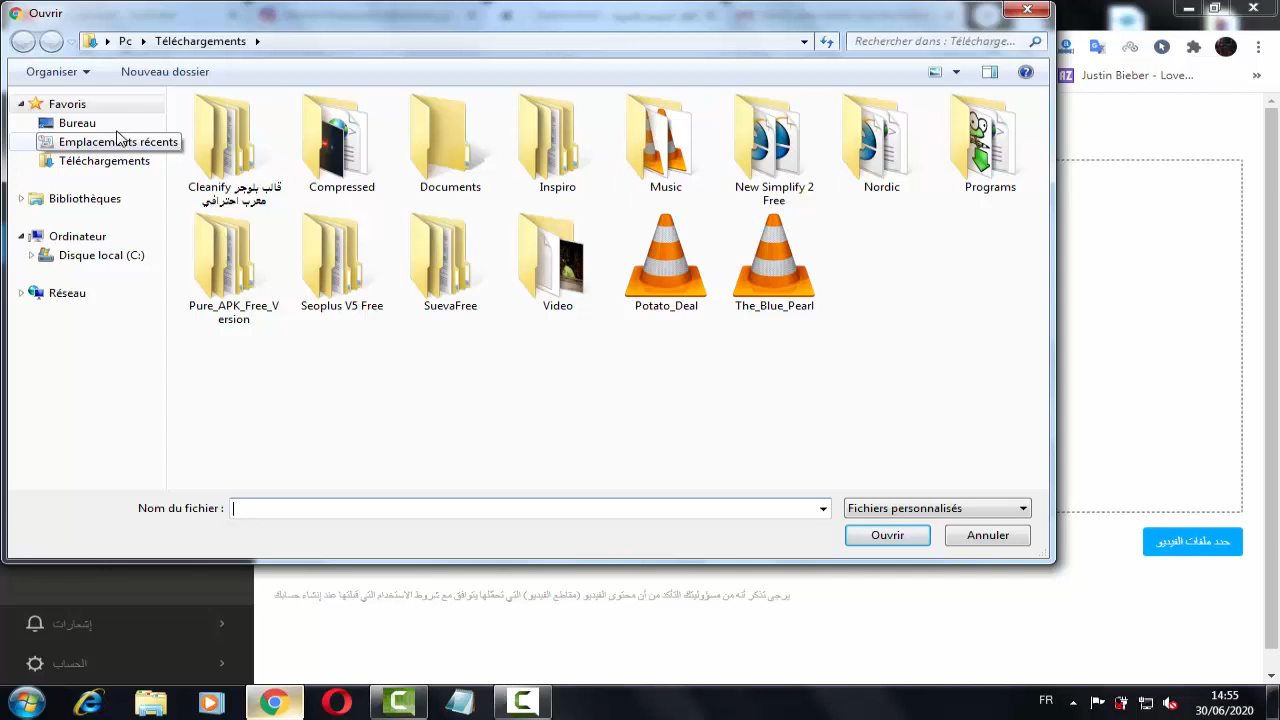 Ouvrir
Pc
Téléchargements
Rechercher dans : Télécharge...
Organiser
Nouveau dossier
Justin Bieber - Love...
Favoris
Bureau
Emplacements récents
Téléchargements
Bibliothèques
Ordinateur
Disque local (C:)
Réseau
Cleanify قالب بلوجر
معرب احترافي
Compressed
Documents
Inspiro
Music
New Simplify 2
Free
Nordic
Programs
Pure_APK_Free_V
ersion
Seoplus V5 Free
SuevaFree
Video
Potato_Deal
The_Blue_Pearl
Nom du fichier :
Fichiers personnalisés
Ouvrir
Annuler
حدد ملفات الفيديو
يرجى تذكر أنه من مسؤوليتك التأكد من أن محتوى الفيديو (مقاطع الفيديو) التي تحمّلها يتوافق مع شروط الاستخدام التي قبلتها عند إنشاء حسابك
إشعارات
الحساب
FR
14:55
30/06/2020